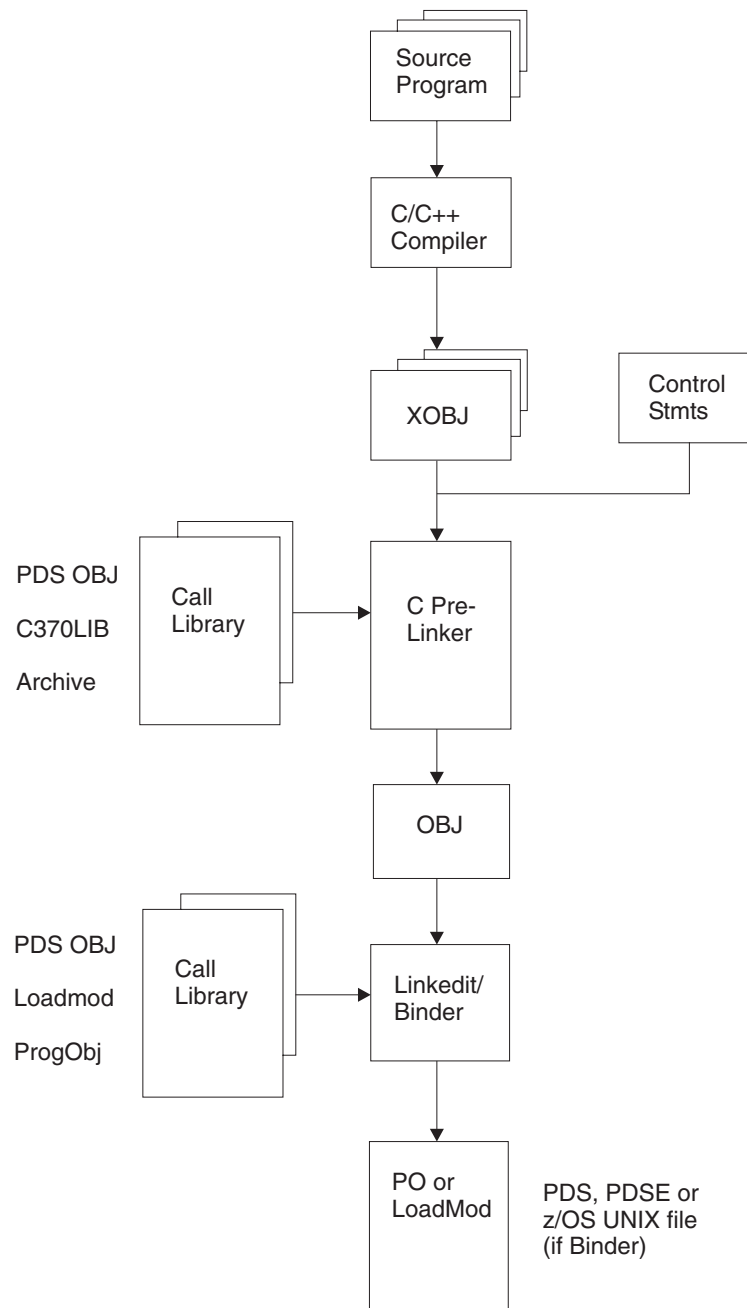 Source
Program
C/C++
Compiler
XOBJ
Control
Stmts
PDS OBJ
C370LIB
Archive
Call
Library
C Pre-
Linker
OBJ
PDS OBJ
Loadmod
ProgObj
Call
Library
Linkedit/
Binder
PO or
LoadMod
PDS, PDSE or
z/OS UNIX file
(if Binder)